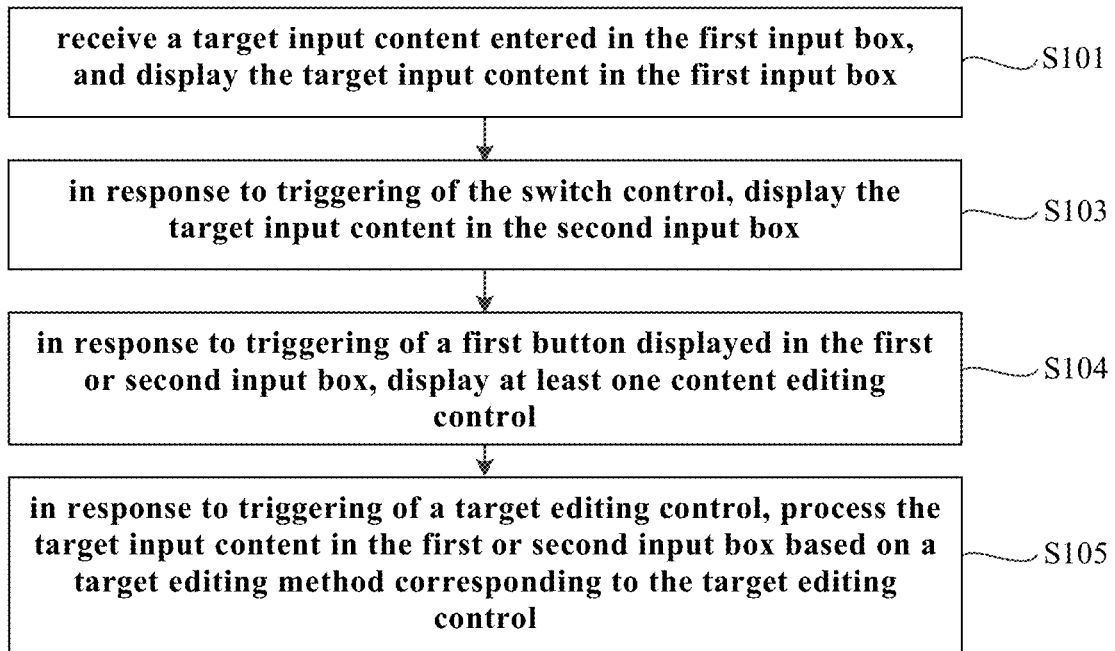 receive a target input content entered in the first input box,
and display the target input content in the first input box
S101
in response to triggering of the switch control, display the
target input content in the second input box
S103
in response to triggering of a first button displayed in the first
or second input box, display at least one content editing
control
S104
in response to triggering of a target editing control, process the
target input content in the first or second input box based on a
target editing method corresponding to the target editing
control
S105